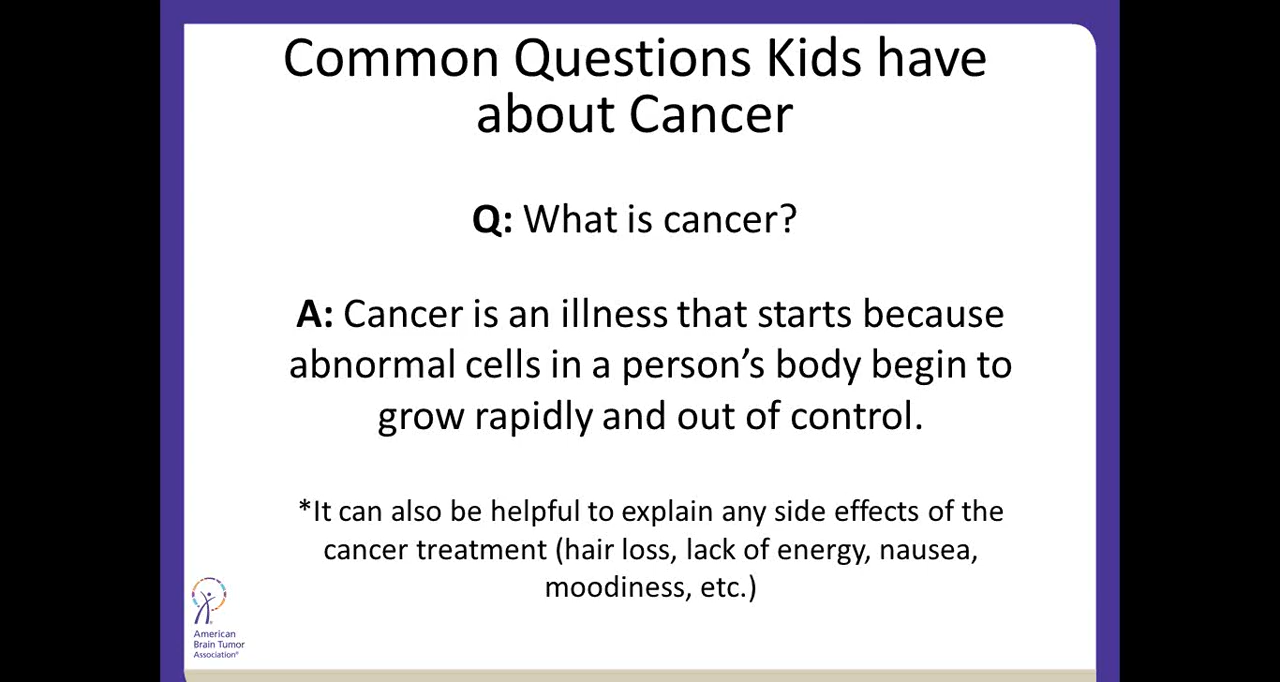 Common Questions Kids have
about Cancer
Q: What is cancer?
A: Cancer is an illness that starts because
abnormal cells in a person’s body begin to
grow rapidly and out of control.
*It can also be helpful to explain any side effects of the
cancer treatment (hair loss, lack of energy, nausea,
moodiness, etc.)
American
Brain Tumor
Association®